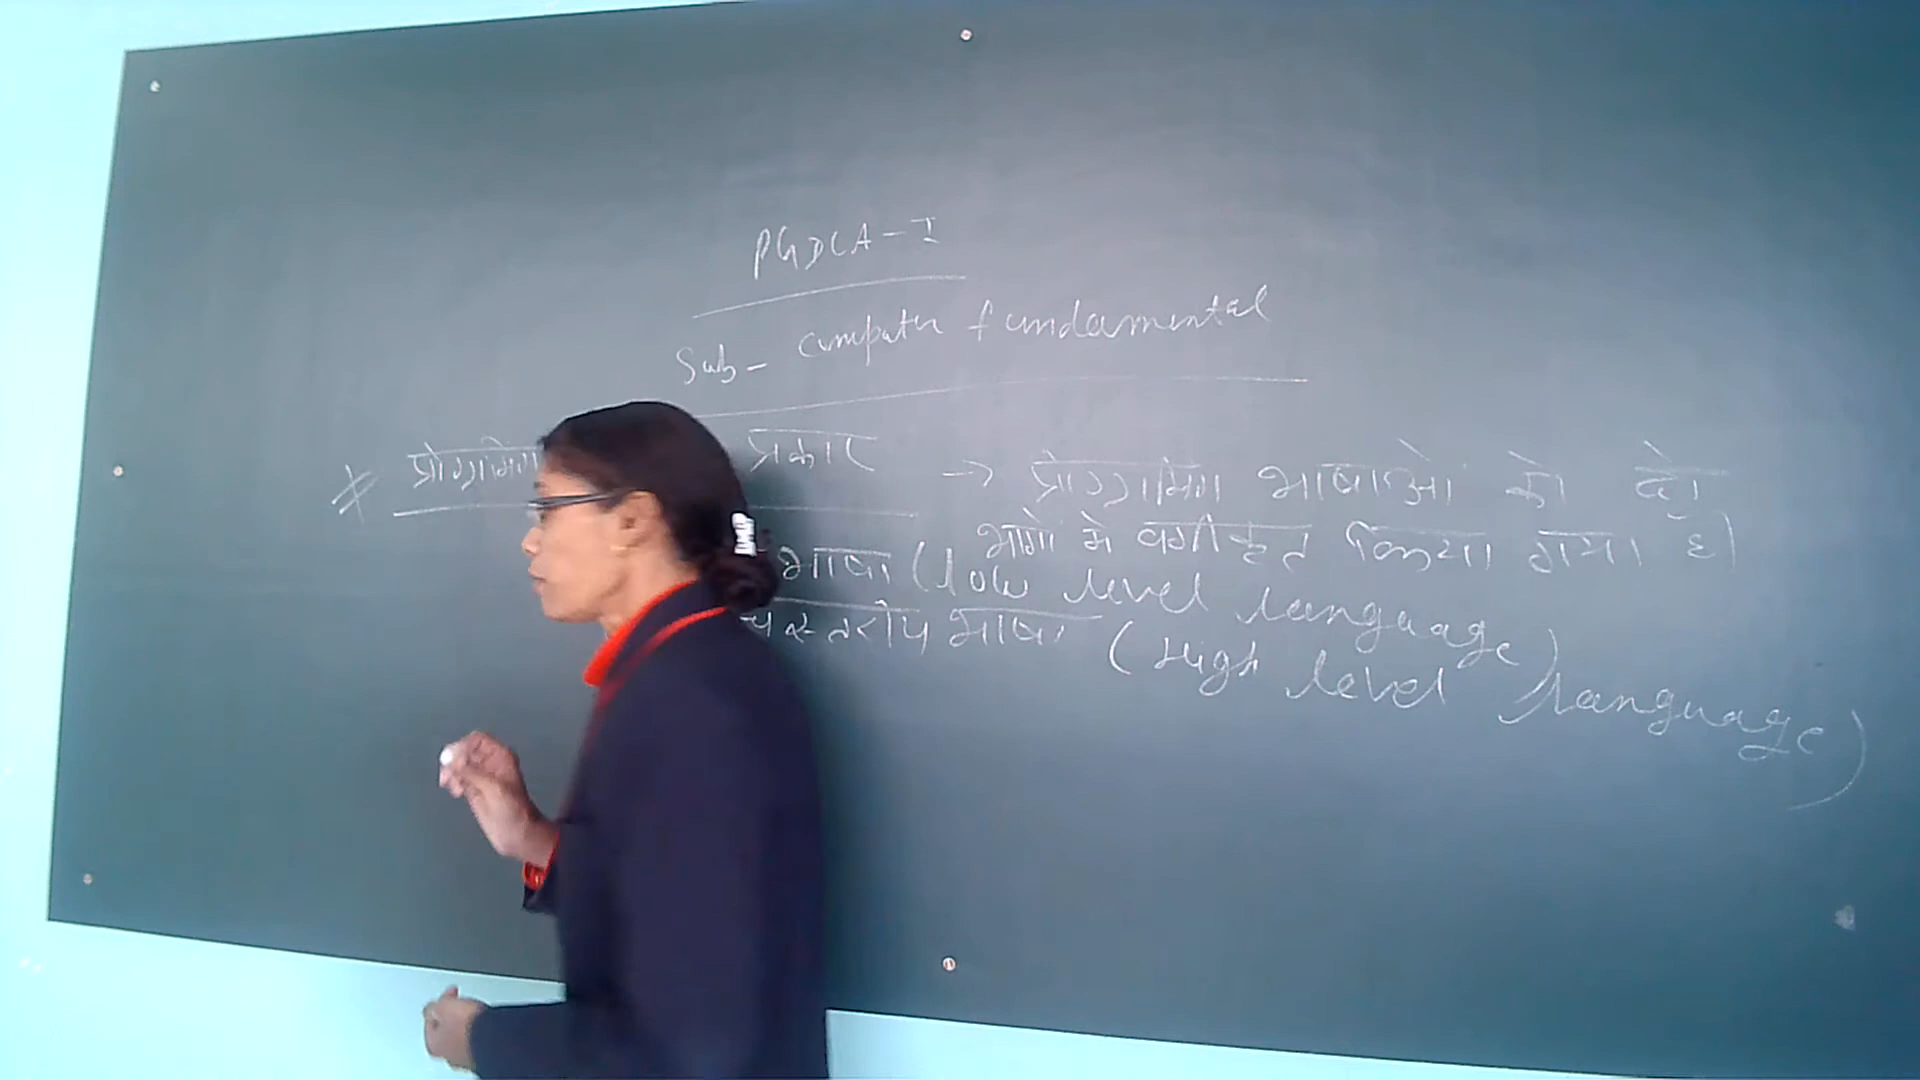 PGDCA-I
Sub- Computer fundamental
* प्रोग्रामिंग प्रकार → प्रोग्रामिंग भाषाओं को दो
भागों में वर्गीकृत किया गया है।
भाषा (low level language)
स्तरीय भाषा (High level language)